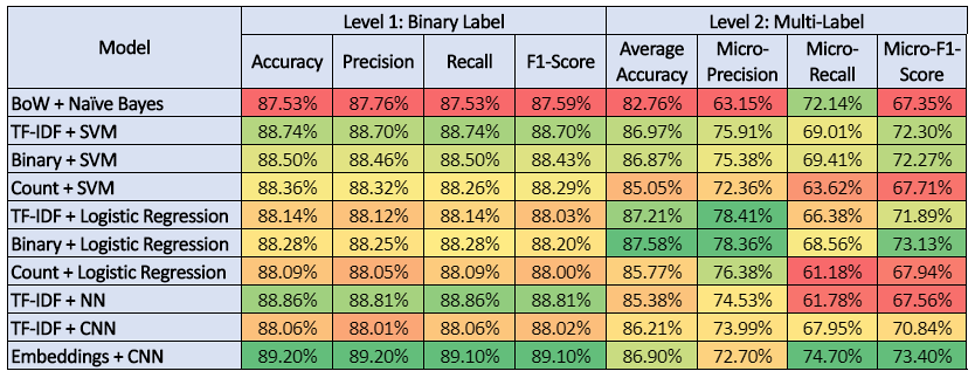 Model Level 1: Binary Label Level 2: Multi-Label
Accuracy Precision Recall F1-Score Average Accuracy Micro-Precision Micro-Recall Micro-F1-Score
BoW + Naïve Bayes 87.53% 87.76% 87.53% 87.59% 82.76% 63.15% 72.14% 67.35%
TF-IDF + SVM 88.74% 88.70% 88.74% 88.70% 86.97% 75.91% 69.01% 72.30%
Binary + SVM 88.50% 88.46% 88.50% 88.43% 86.87% 75.38% 69.41% 72.27%
Count + SVM 88.36% 88.32% 88.26% 88.29% 85.05% 72.36% 63.62% 67.71%
TF-IDF + Logistic Regression 88.14% 88.12% 88.14% 88.03% 87.21% 78.41% 66.38% 71.89%
Binary + Logistic Regression 88.28% 88.25% 88.28% 88.20% 87.58% 78.36% 68.56% 73.13%
Count + Logistic Regression 88.09% 88.05% 88.09% 88.00% 85.77% 76.38% 61.18% 67.94%
TF-IDF + NN 88.86% 88.81% 88.86% 88.81% 85.38% 74.53% 61.78% 67.56%
TF-IDF + CNN 88.06% 88.01% 88.06% 88.02% 86.21% 73.99% 67.95% 70.84%
Embeddings + CNN 89.20% 89.20% 89.10% 89.10% 86.90% 72.70% 74.70% 73.40%